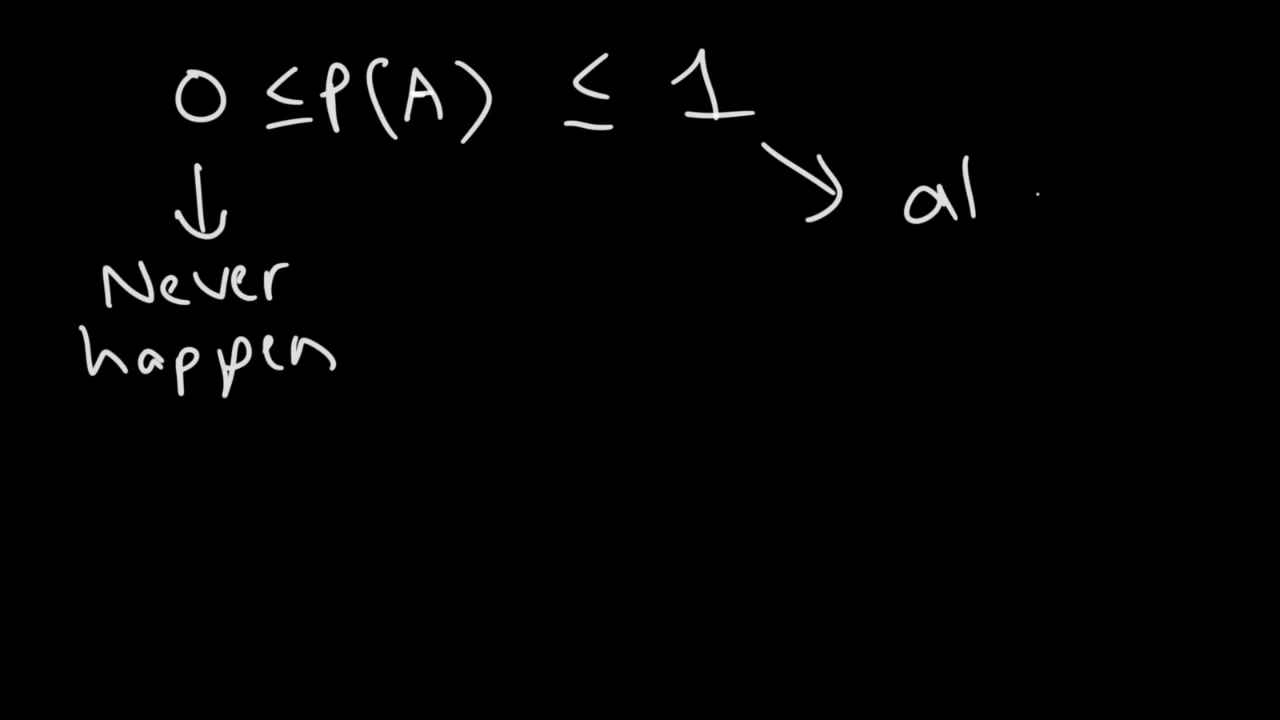 0 ≤ P(A) ≤ 1
al
Never
happen